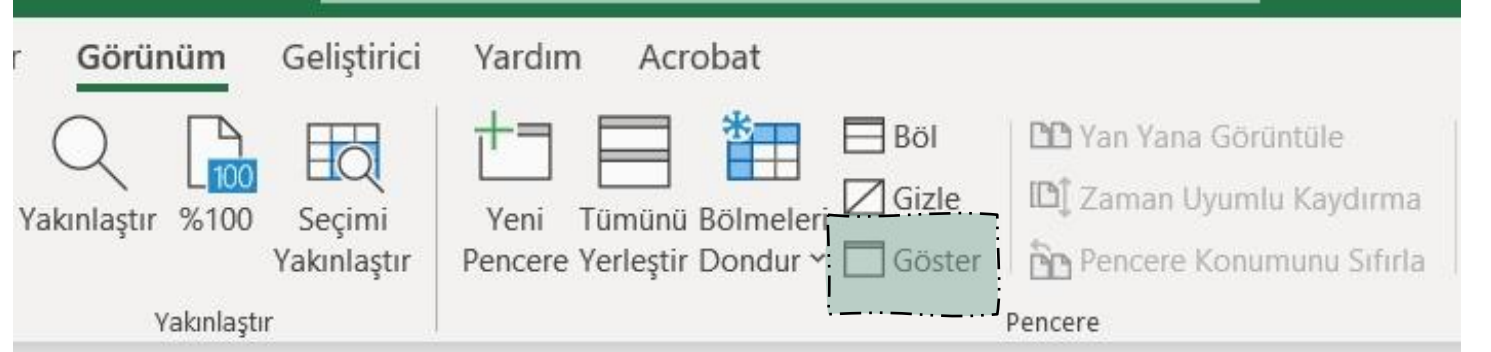 r Görünüm Geliştirici Yardım Acrobat
100
Yakınlaştır
%100
Seçimi
Yakınlaştır
Yakınlaştır
Yeni
Pencere
Tümünü
Yerleştir
Bölmeleri
Dondur
Böl
Gizle
Göster
Yan Yana Görüntüle
Zaman Uyumlu Kaydırma
Pencere Konumunu Sıfırla
Pencere